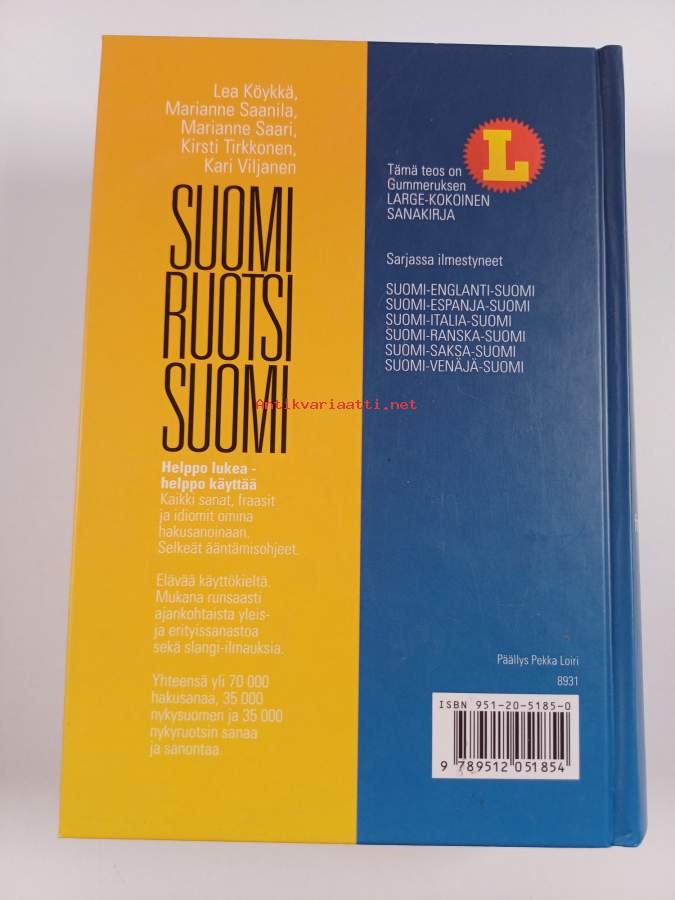 Lea Köykkä,
Marianne Saanila,
Marianne Saari,
Kirsti Tirkkonen,
Kari Viljanen
SUOMI
RUOTSI
SUOMI
Helppo lukea -
helppo käyttää
Kaikki sanat, fraasit
ja idiomit omina
hakusanoinaan.
Selkeät ääntämisohjeet.
Elävää käyttökieltä.
Mukana runsaasti
ajankohtaista yleis-
ja erityissanastoa
sekä slangi-ilmauksia.
Yhteensä yli 70 000
hakusanaa, 35 000
nykysuomen ja 35 000
nykyruotsin sanaa
ja sanontaa.
L
Tämä teos on
Gummeruksen
LARGE-KOKOINEN
SANAKIRJA
Sarjassa ilmestyneet
SUOMI-ENGLANTI-SUOMI
SUOMI-ESPANJA-SUOMI
SUOMI-ITALIA-SUOMI
SUOMI-RANSKA-SUOMI
SUOMI-SAKSA-SUOMI
SUOMI-VENÄJÄ-SUOMI
Antikvariaatti.net
Päällys Pekka Loiri
8931
ISBN 951-20-5185-0
9 789512 051854